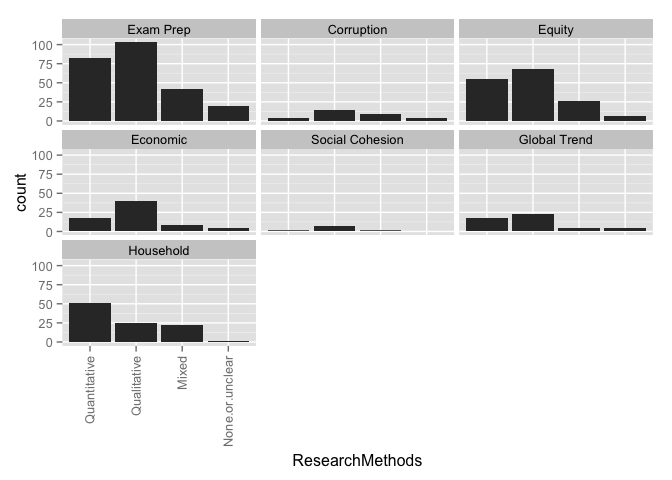 Exam Prep
Corruption
Equity
100
75
50
25
0
Economic
Social Cohesion
Global Trend
100
75
50
25
0
Household
100
75
50
25
0
count
Quantitative
Qualitative
Mixed
None.or.unclear
ResearchMethods